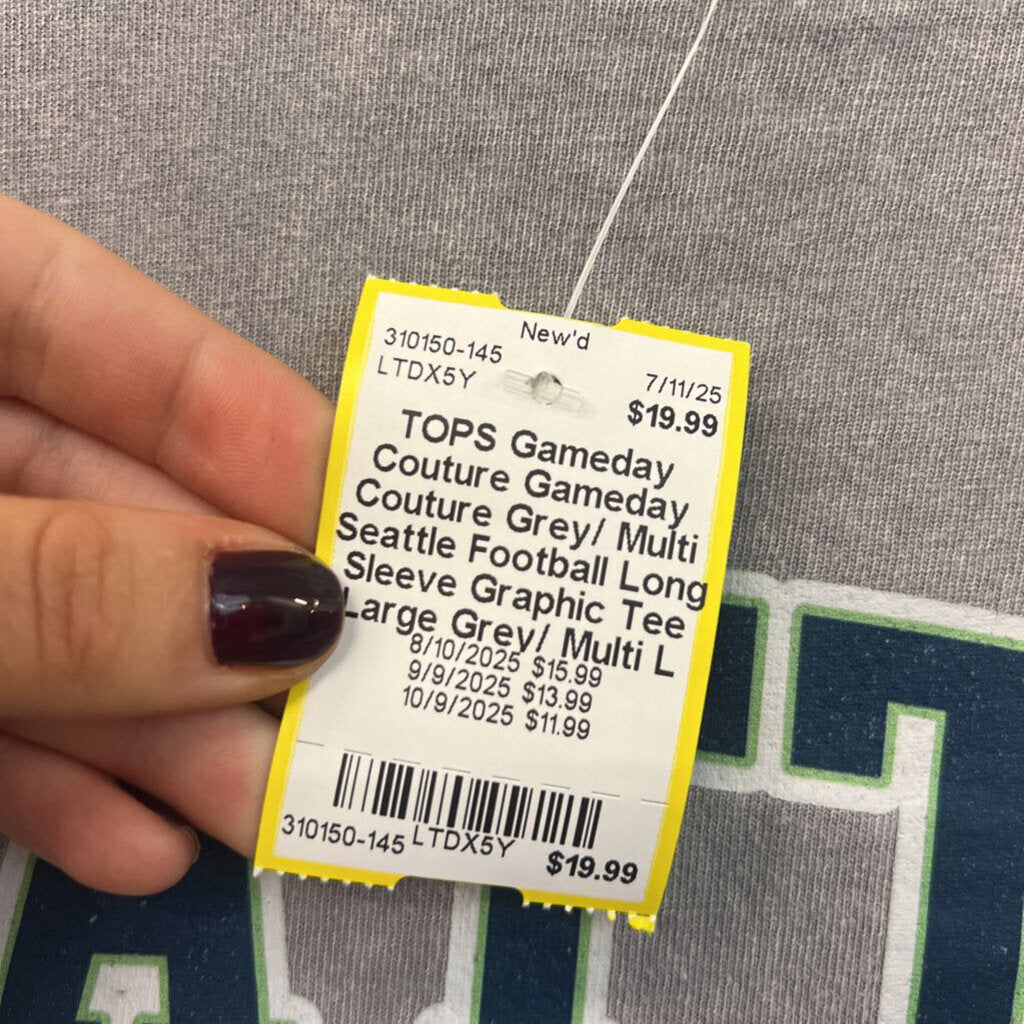 New'd
310150-145
LTDX5Y
7/11/25
$19.99
TOPS Gameday
Couture Gameday
Couture Grey/ Multi
Seattle Football Long
Sleeve Graphic Tee
Large Grey/ Multi L
8/10/2025 $15.99
9/9/2025 $13.99
10/9/2025 $11.99
310150-145 LTDX5Y $19.99